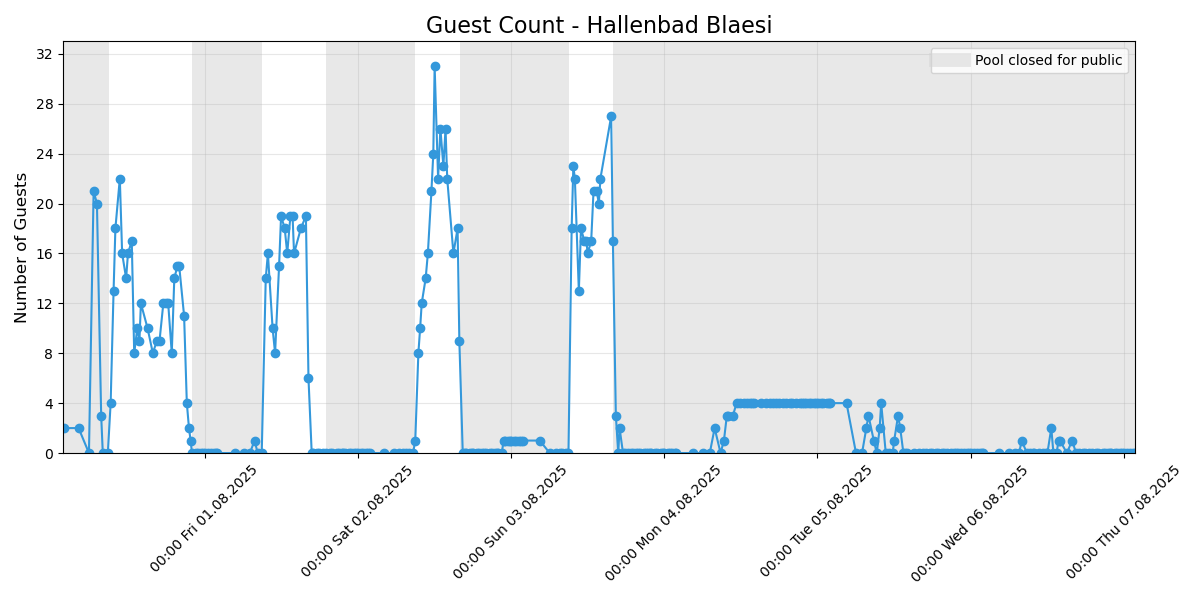 Guest Count - Hallenbad Blaesi
Pool closed for public
Number of Guests
32
28
24
20
16
12
8
4
0
00:00 Fri 01.08.2025
00:00 Sat 02.08.2025
00:00 Sun 03.08.2025
00:00 Mon 04.08.2025
00:00 Tue 05.08.2025
00:00 Wed 06.08.2025
00:00 Thu 07.08.2025